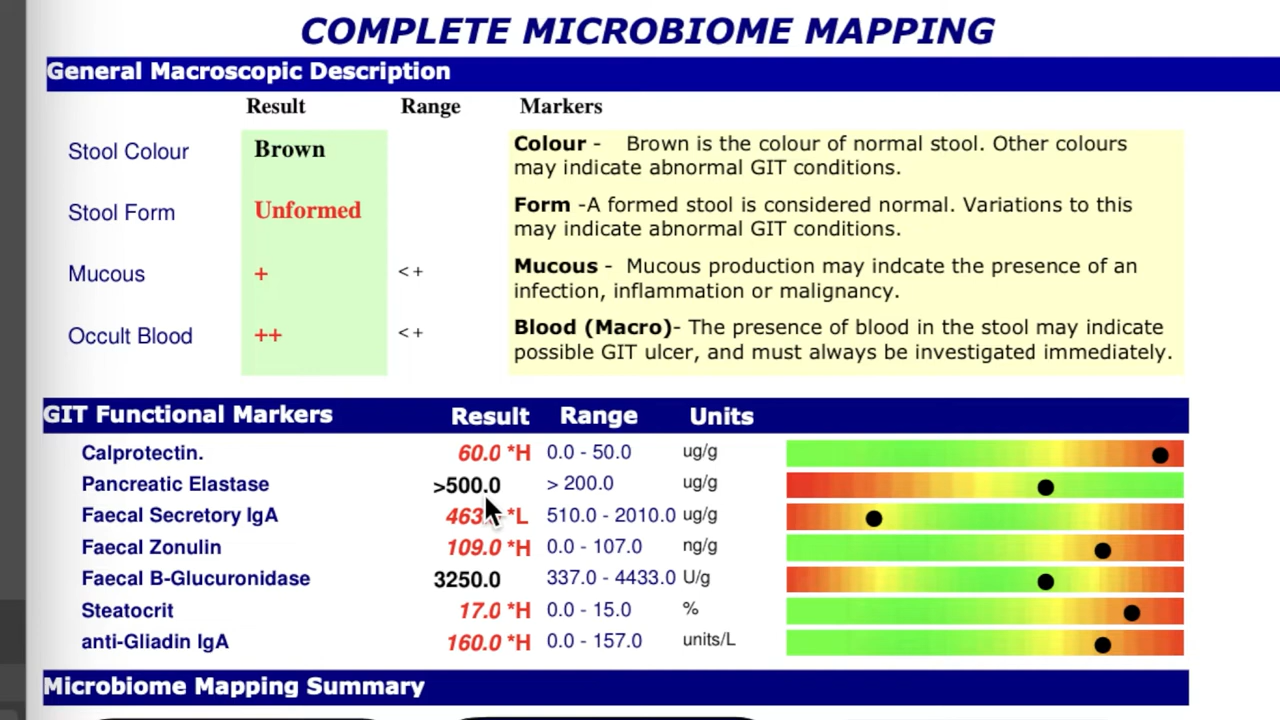 COMPLETE MICROBIOME MAPPING
General Macroscopic Description
Result Range Markers
Stool Colour Brown Colour - Brown is the colour of normal stool. Other colours
may indicate abnormal GIT conditions.
Stool Form Unformed Form -A formed stool is considered normal. Variations to this
may indicate abnormal GIT conditions.
Mucous + < + Mucous - Mucous production may indcate the presence of an
infection, inflammation or malignancy.
Occult Blood ++ < + Blood (Macro)- The presence of blood in the stool may indicate
possible GIT ulcer, and must always be investigated immediately.
GIT Functional Markers Result Range Units
Calprotectin. 60.0 *H 0.0 - 50.0 ug/g
Pancreatic Elastase >500.0 > 200.0 ug/g
Faecal Secretory IgA *L 510.0 - 2010.0 ug/g
Faecal Zonulin 109.0 *H 0.0 - 107.0 ng/g
Faecal B-Glucuronidase 3250.0 337.0 - 4433.0 U/g
Steatocrit 17.0 *H 0.0 - 15.0 %
anti-Gliadin IgA 160.0 *H 0.0 - 157.0 units/L
Microbiome Mapping Summary